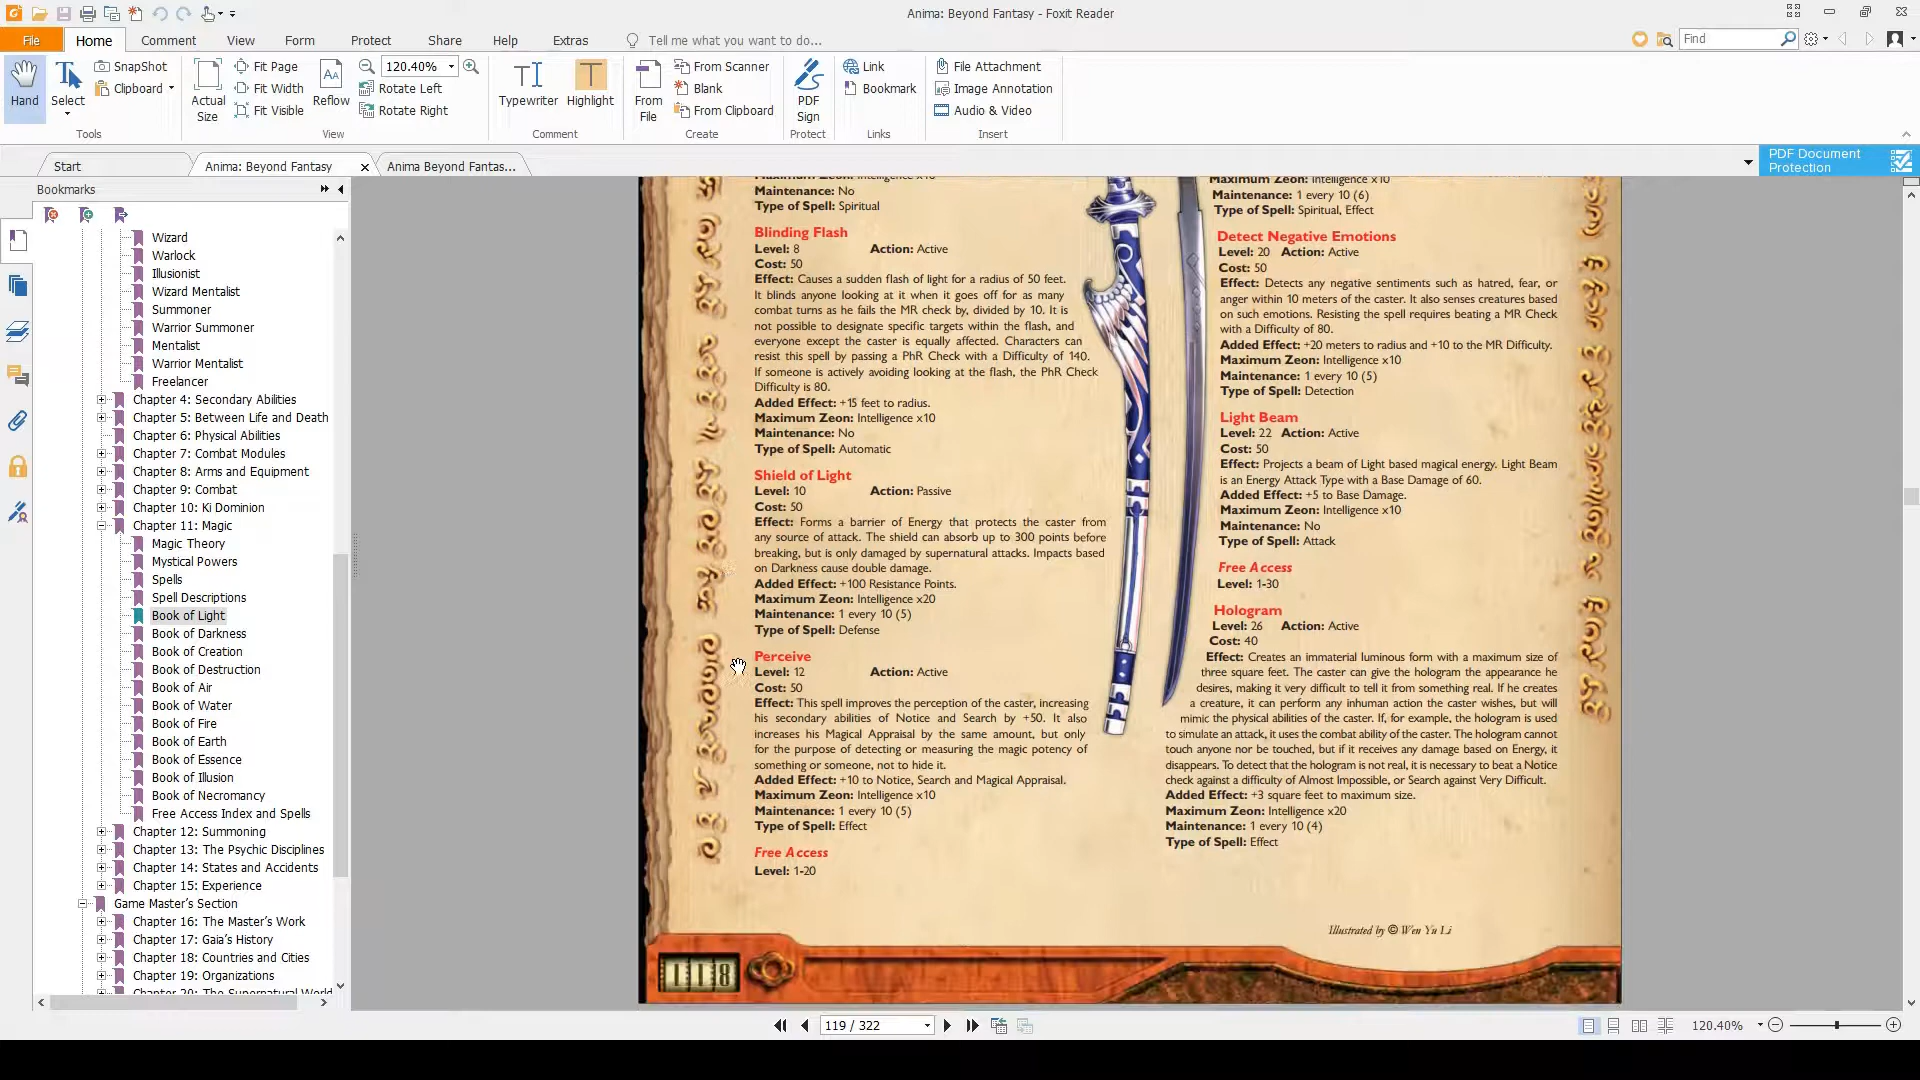 Anima: Beyond Fantasy - Foxit Reader
File
Home
Comment
View
Form
Protect
Share
Help
Extras
Tell me what you want to do...
Find
Hand
Select
SnapShot
Clipboard
Tools
Actual Size
Fit Page
Fit Width
Fit Visible
Reflow
120.40%
Rotate Left
Rotate Right
View
Typewriter
Highlight
Comment
From File
From Scanner
Blank
From Clipboard
Create
PDF Sign
Protect
Link
Bookmark
Links
File Attachment
Image Annotation
Audio & Video
Insert
Start
Anima: Beyond Fantasy
Anima Beyond Fantas...
PDF Document
Protection
Bookmarks
Wizard
Warlock
Illusionist
Wizard Mentalist
Summoner
Warrior Summoner
Mentalist
Warrior Mentalist
Freelancer
Chapter 4: Secondary Abilities
Chapter 5: Between Life and Death
Chapter 6: Physical Abilities
Chapter 7: Combat Modules
Chapter 8: Arms and Equipment
Chapter 9: Combat
Chapter 10: Ki Dominion
Chapter 11: Magic
Magic Theory
Mystical Powers
Spells
Spell Descriptions
Book of Light
Book of Darkness
Book of Creation
Book of Destruction
Book of Air
Book of Water
Book of Fire
Book of Earth
Book of Essence
Book of Illusion
Book of Necromancy
Free Access Index and Spells
Chapter 12: Summoning
Chapter 13: The Psychic Disciplines
Chapter 14: States and Accidents
Chapter 15: Experience
Game Master's Section
Chapter 16: The Master's Work
Chapter 17: Gaia's History
Chapter 18: Countries and Cities
Chapter 19: Organizations
Chapter 20: The Supernatural World
Maximum Zeon: Intelligence x10
Maintenance: No
Type of Spell: Spiritual
Blinding Flash
Level: 8 Action: Active
Cost: 50
Effect: Causes a sudden flash of light for a radius of 50 feet.
It blinds anyone looking at it when it goes off for as many
combat turns as he fails the MR check by, divided by 10. It is
not possible to designate specific targets within the flash, and
everyone except the caster is equally affected. Characters can
resist this spell by passing a PhR Check with a Difficulty of 140.
If someone is actively avoiding looking at the flash, the PhR Check
Difficulty is 80.
Added Effect: +15 feet to radius.
Maximum Zeon: Intelligence x10
Maintenance: No
Type of Spell: Automatic
Shield of Light
Level: 10 Action: Passive
Cost: 50
Effect: Forms a barrier of Energy that protects the caster from
any source of attack. The shield can absorb up to 300 points before
breaking, but is only damaged by supernatural attacks. Impacts based
on Darkness cause double damage.
Added Effect: +100 Resistance Points.
Maximum Zeon: Intelligence x20
Maintenance: 1 every 10 (5)
Type of Spell: Defense
Perceive
Level: 12 Action: Active
Cost: 50
Effect: This spell improves the perception of the caster, increasing
his secondary abilities of Notice and Search by +50. It also
increases his Magical Appraisal by the same amount, but only
for the purpose of detecting or measuring the magic potency of
something or someone, not to hide it.
Added Effect: +10 to Notice, Search and Magical Appraisal.
Maximum Zeon: Intelligence x10
Maintenance: 1 every 10 (5)
Type of Spell: Effect
Free Access
Level: 1-20
Maximum Zeon: Intelligence x10
Maintenance: 1 every 10 (6)
Type of Spell: Spiritual, Effect
Detect Negative Emotions
Level: 20 Action: Active
Cost: 50
Effect: Detects any negative sentiments such as hatred, fear, or
anger within 10 meters of the caster. It also senses creatures based
on such emotions. Resisting the spell requires beating a MR Check
with a Difficulty of 80.
Added Effect: +20 meters to radius and +10 to the MR Difficulty.
Maximum Zeon: Intelligence x10
Maintenance: 1 every 10 (5)
Type of Spell: Detection
Light Beam
Level: 22 Action: Active
Cost: 50
Effect: Projects a beam of Light based magical energy. Light Beam
is an Energy Attack Type with a Base Damage of 60.
Added Effect: +5 to Base Damage.
Maximum Zeon: Intelligence x10
Maintenance: No
Type of Spell: Attack
Free Access
Level: 1-30
Hologram
Level: 26 Action: Active
Cost: 40
Effect: Creates an immaterial luminous form with a maximum size of
three square feet. The caster can give the hologram the appearance he
desires, making it very difficult to tell it from something real. If he creates
a creature, it can perform any inhuman action the caster wishes, but will
mimic the physical abilities of the caster. If, for example, the hologram is used
to simulate an attack, it uses the combat ability of the caster. The hologram cannot
touch anyone nor be touched, but if it receives any damage based on Energy, it
disappears. To detect that the hologram is not real, it is necessary to beat a Notice
check against a difficulty of Almost Impossible, or Search against Very Difficult.
Added Effect: +3 square feet to maximum size.
Maximum Zeon: Intelligence x20
Maintenance: 1 every 10 (4)
Type of Spell: Effect
Illustrated by © Wen Yu Li
118
119 / 322
120.40%